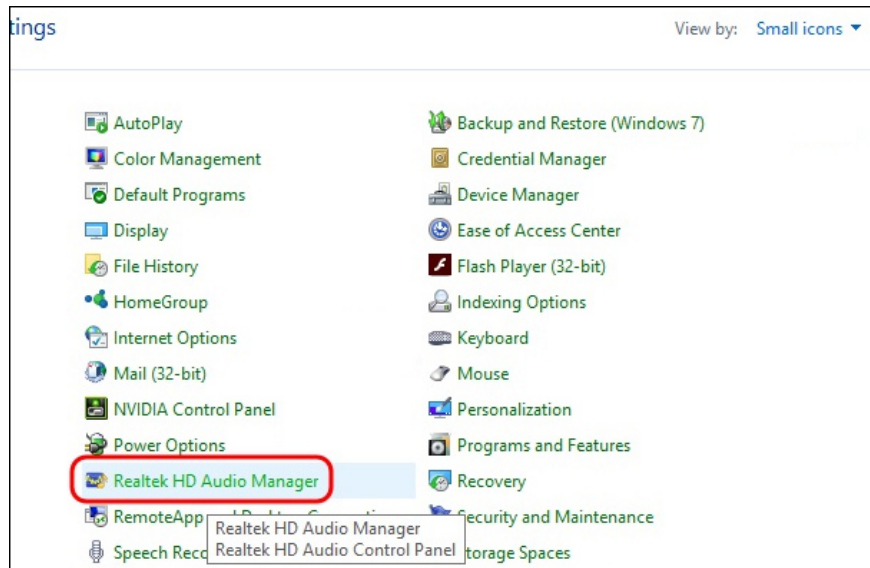 tings
View by: Small icons
AutoPlay
Color Management
Default Programs
Display
File History
HomeGroup
Internet Options
Mail (32-bit)
NVIDIA Control Panel
Power Options
Realtek HD Audio Manager
RemoteApp
Speech Reco
Realtek HD Audio Manager
Realtek HD Audio Control Panel
Backup and Restore (Windows 7)
Credential Manager
Device Manager
Ease of Access Center
Flash Player (32-bit)
Indexing Options
Keyboard
Mouse
Personalization
Programs and Features
Recovery
Security and Maintenance
torage Spaces